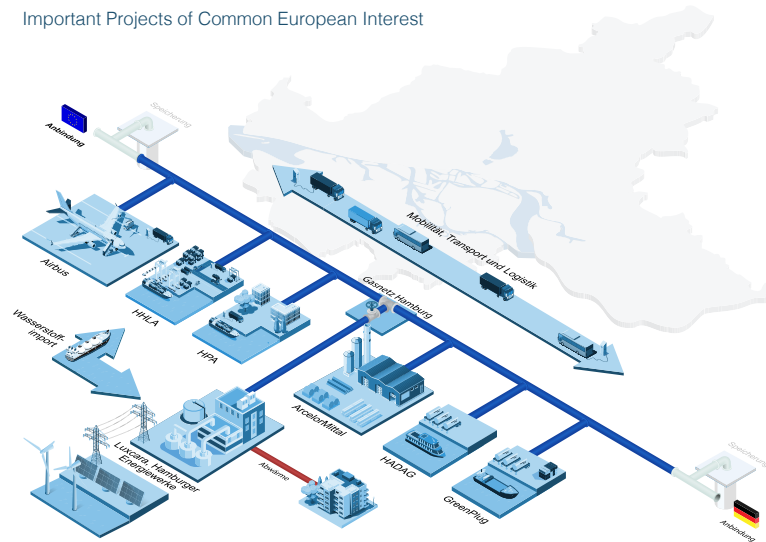 Important Projects of Common European Interest
Speicherung
Anbindung
Airbus
Mobilität, Transport und Logistik
Gasnetz Hamburg
HHLA
Wasserstoff-
import
HPA
ArcelorMittal
Luxcara, Hamburger
Energiewerke
Abwärme
HADAG
GreenPlug
Speicherung
Anbindung